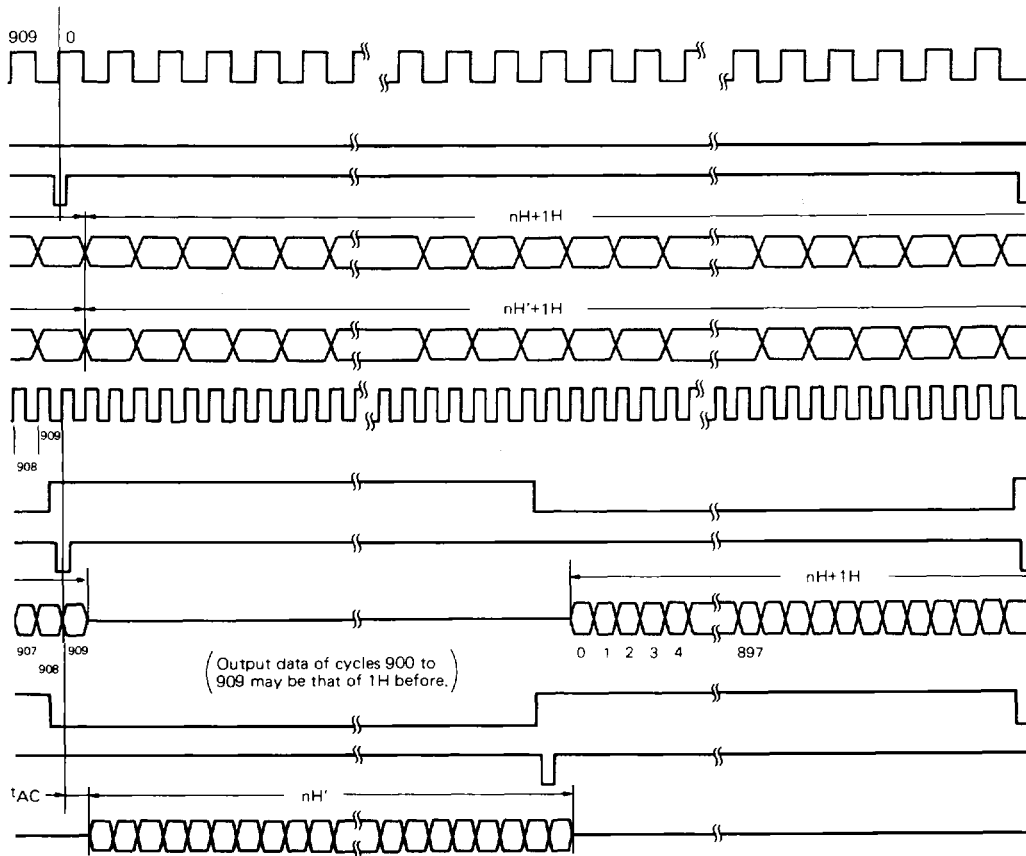 909 0
nH+1H
nH'+1H
909
908
nH+1H
907 909
908
0 1 2 3 4 897
(Output data of cycles 900 to
909 may be that of 1H before.)
tAC
nH'